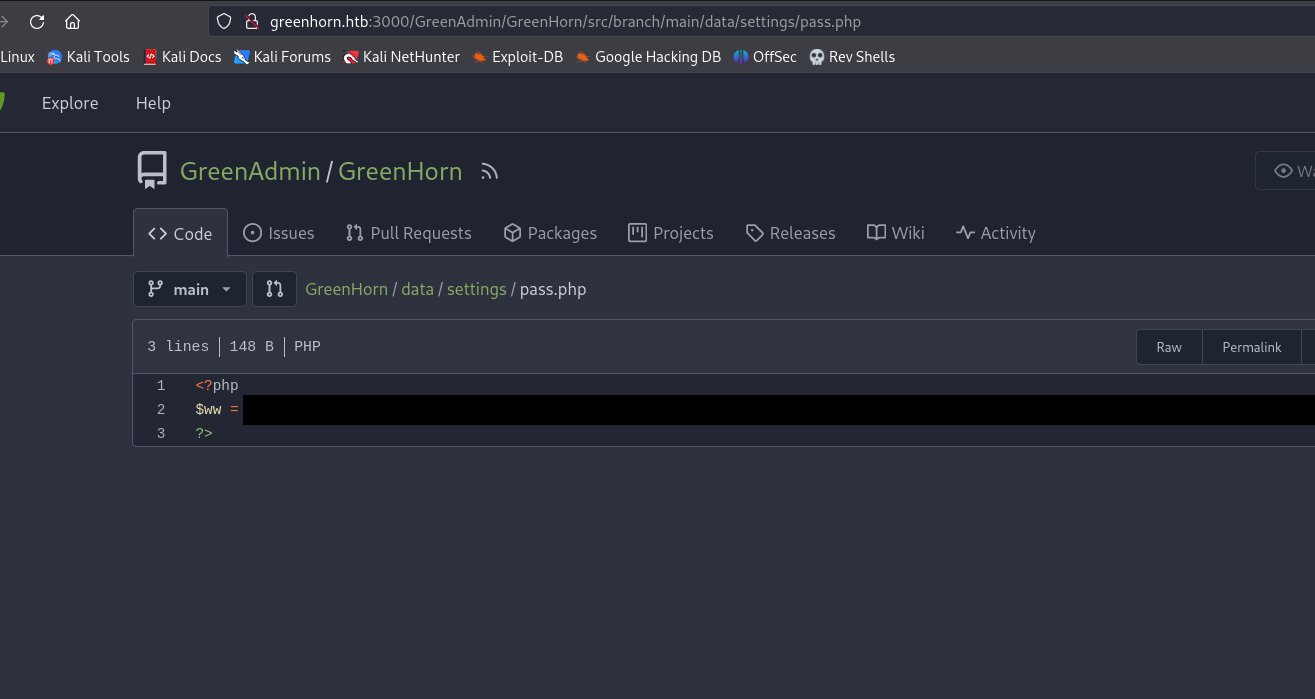 greenhorn.htb:3000/GreenAdmin/GreenHorn/src/branch/main/data/settings/pass.php
Linux Kali Tools Kali Docs Kali Forums Kali NetHunter Exploit-DB Google Hacking DB OffSec Rev Shells
Explore Help
GreenAdmin / GreenHorn
Code Issues Pull Requests Packages Projects Releases Wiki Activity
main GreenHorn / data / settings / pass.php
3 lines | 148 B | PHP Raw Permalink
1 <?php
2 $ww =
3 ?>